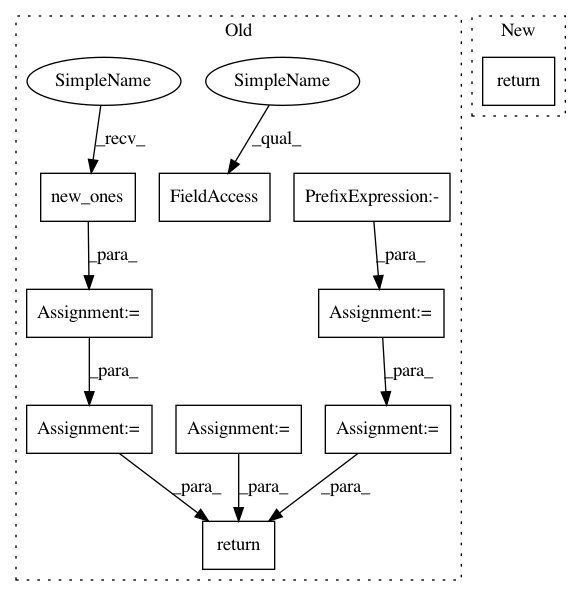 Old
New
SimpleName
SimpleName
return
_recv_
_qual_
new_ones
FieldAccess
PrefixExpression:-
_para_
_para_
Assignment:=
Assignment:=
_para_
_para_
Assignment:=
Assignment:=
Assignment:=
_para_
_para_
_para_
return